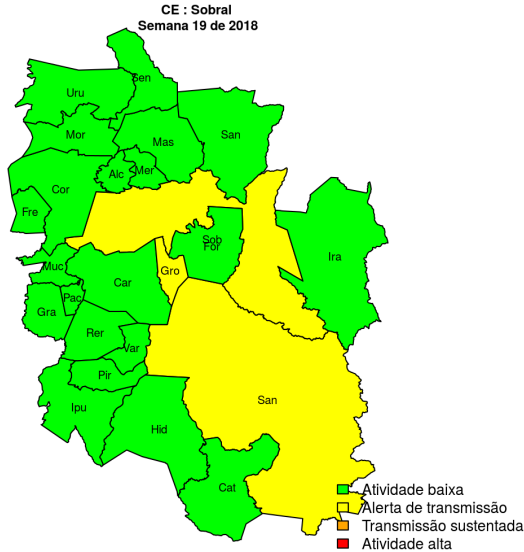 CE : Sobral
Semana 19 de 2018
Sen
Uru
Mor
Mas
San
Alc
Mer
Cor
Fre
Sob
For
Ira
Muc
Gro
Car
Pac
Gra
Rer
Var
Pir
San
Ipu
Hid
Cat
Atividade baixa
Alerta de transmissão
Transmissão sustentada
Atividade alta